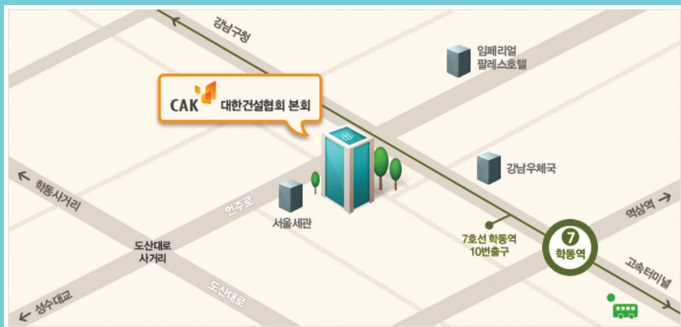 강남구청
임페리얼
팰리스호텔
CAK 대한건설협회 본회
강남우체국
학동사거리
언주로
서울세관
역삼역
7호선 학동역
10번출구
7
학동역
도산대로
사거리
고속터미널
성수대교
도산대로